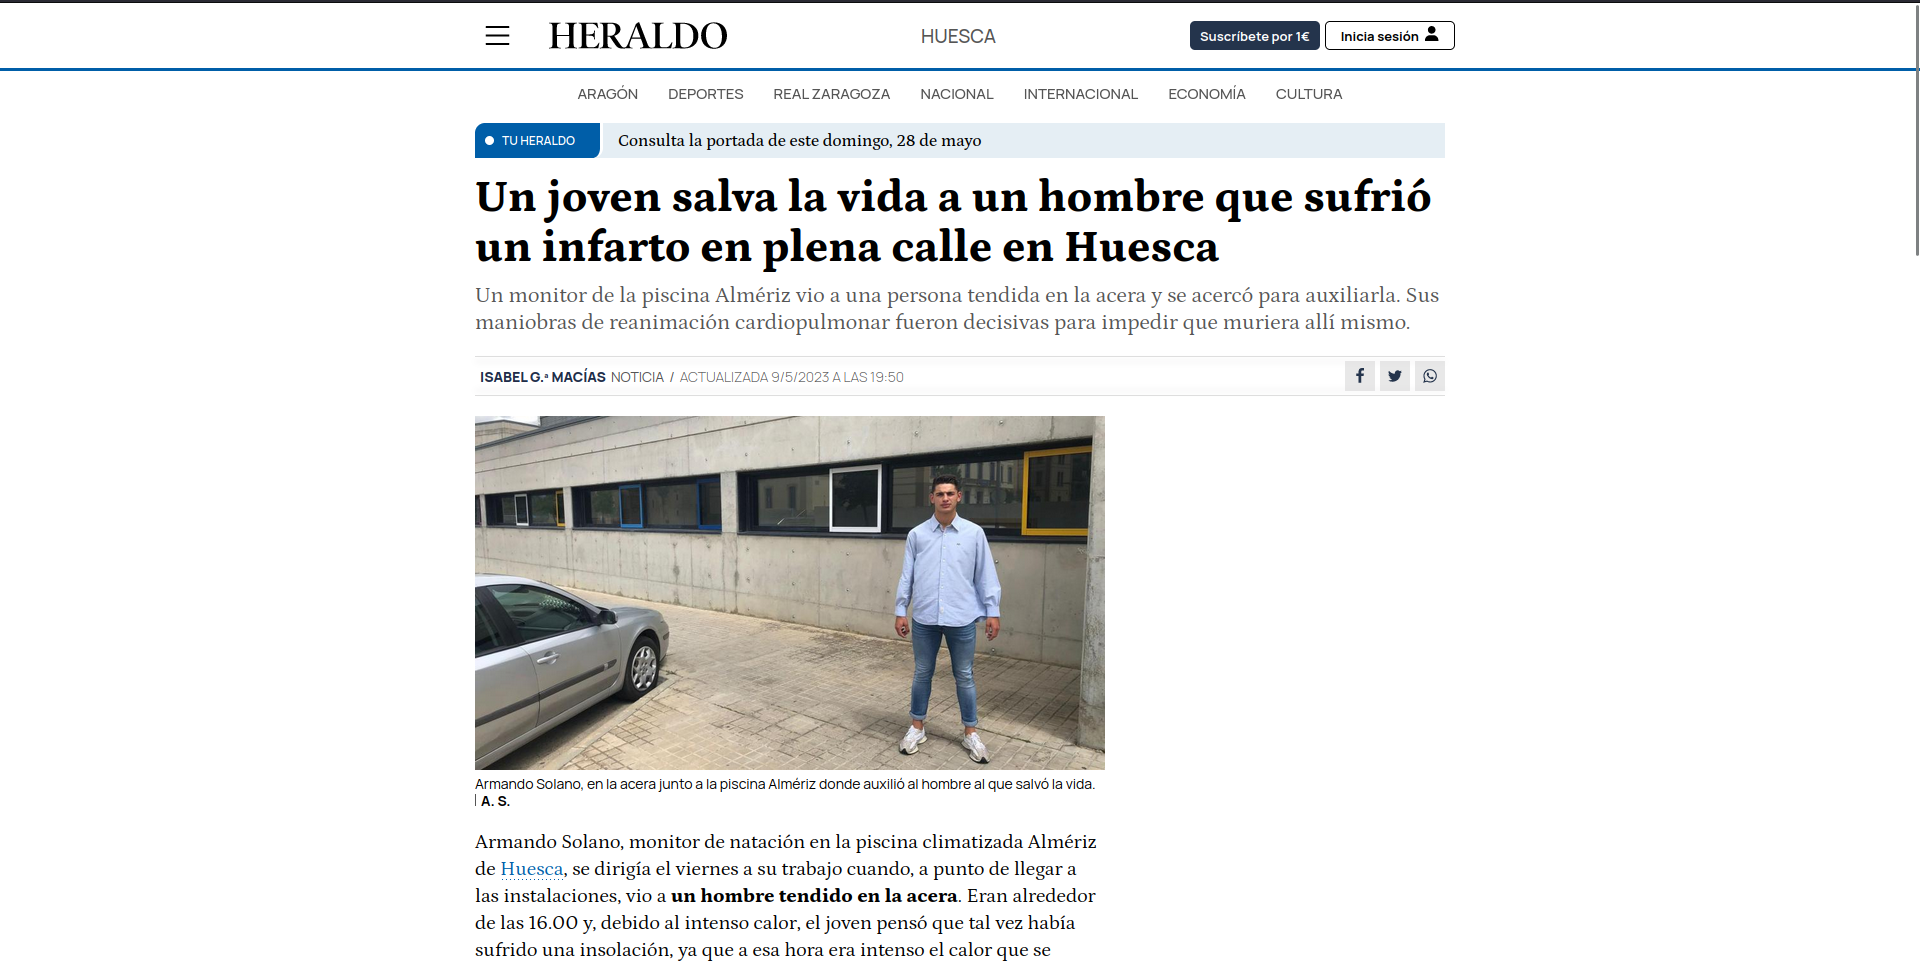 HERALDO
HUESCA
Suscríbete por 1€
Inicia sesión
ARAGÓN DEPORTES REAL ZARAGOZA NACIONAL INTERNACIONAL ECONOMÍA CULTURA
TU HERALDO
Consulta la portada de este domingo, 28 de mayo
Un joven salva la vida a un hombre que sufrió
un infarto en plena calle en Huesca
Un monitor de la piscina Almériz vio a una persona tendida en la acera y se acercó para auxiliarla. Sus
maniobras de reanimación cardiopulmonar fueron decisivas para impedir que muriera allí mismo.
ISABEL G.ª MACÍAS NOTICIA / ACTUALIZADA 9/5/2023 A LAS 19:50
Armando Solano, en la acera junto a la piscina Almériz donde auxilió al hombre al que salvó la vida.
| A. S.
Armando Solano, monitor de natación en la piscina climatizada Almériz
de Huesca, se dirigía el viernes a su trabajo cuando, a punto de llegar a
las instalaciones, vio a un hombre tendido en la acera. Eran alrededor
de las 16.00 y, debido al intenso calor, el joven pensó que tal vez había
sufrido una insolación, ya que a esa hora era intenso el calor que se